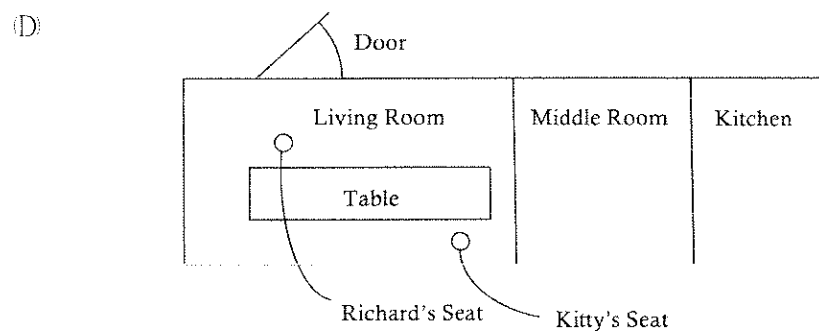 (D)
Door
Living Room Middle Room Kitchen
Table
Richard's Seat
Kitty's Seat